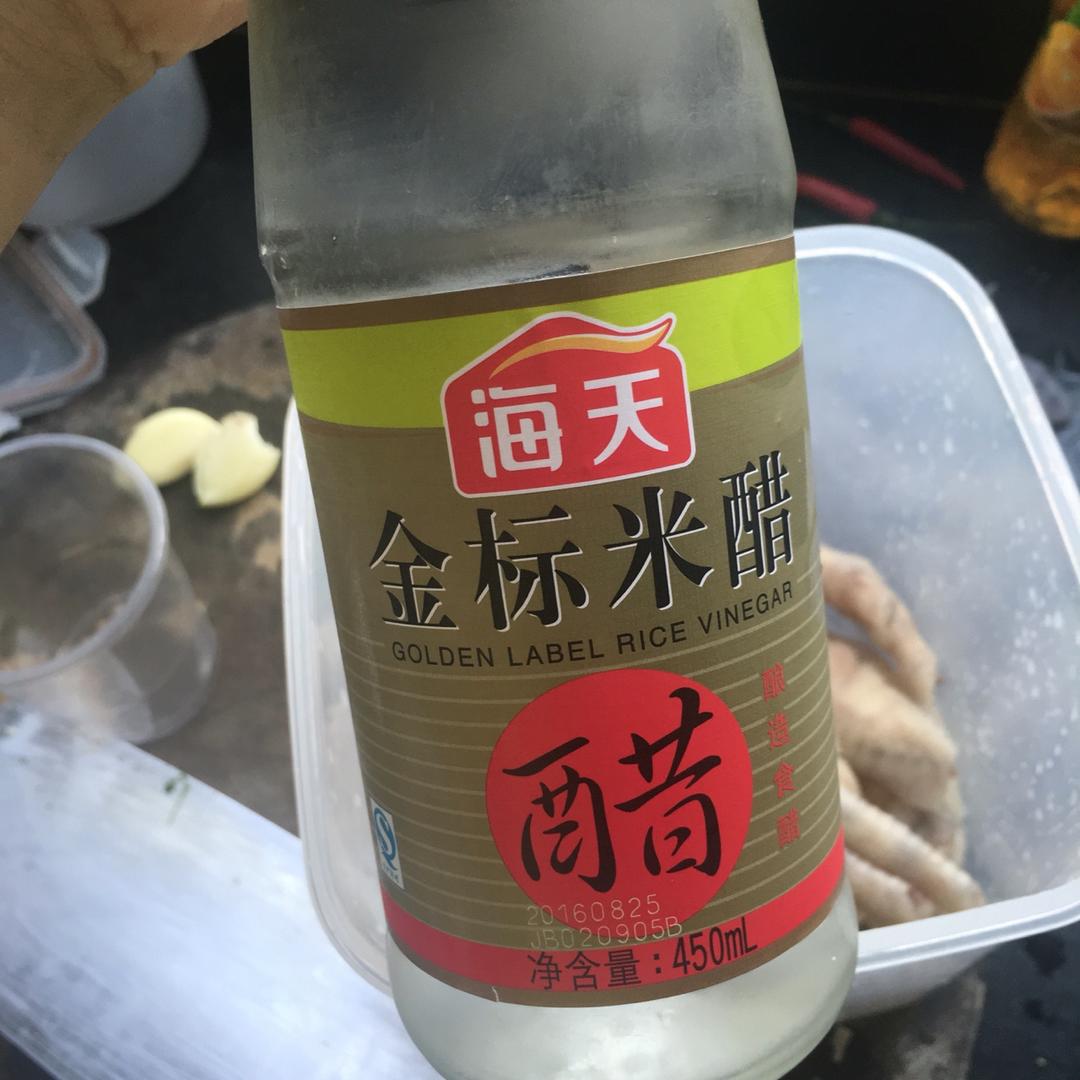 海天
金标米醋
GOLDEN LABEL RICE VINEGAR
醋
酿造食醋
20160825
JB020905B
净含量:450mL